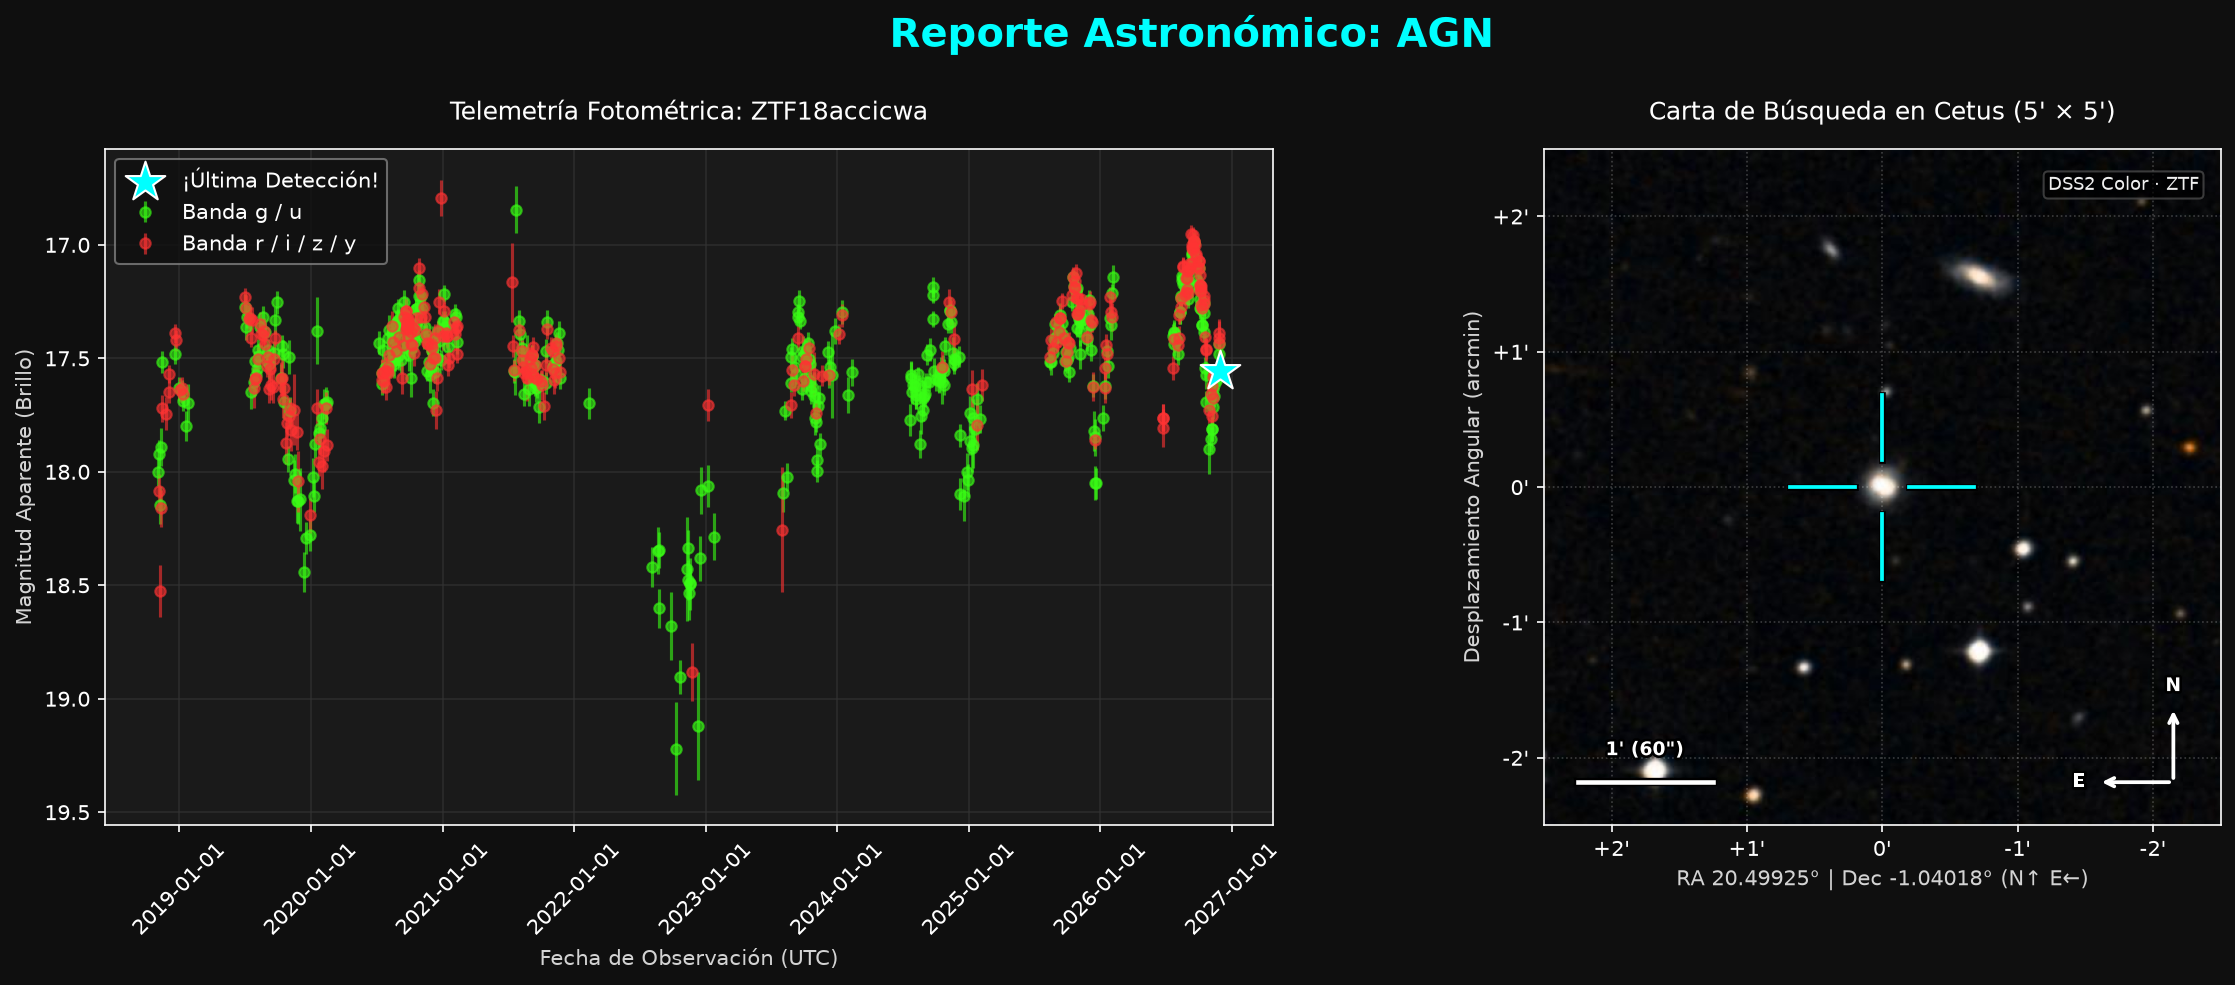 Reporte Astronómico: AGN
Telemetría Fotométrica: ZTF18accicwa
¡Última Detección!
Banda g / u
Banda r / i / z / y
Magnitud Aparente (Brillo)
17.0
17.5
18.0
18.5
19.0
19.5
2019-01-01
2020-01-01
2021-01-01
2022-01-01
2023-01-01
2024-01-01
2025-01-01
2026-01-01
2027-01-01
Fecha de Observación (UTC)
Carta de Búsqueda en Cetus (5' × 5')
DSS2 Color · ZTF
Desplazamiento Angular (arcmin)
+2'
+1'
0'
-1'
-2'
N
E
1' (60")
+2'
+1'
0'
-1'
-2'
RA 20.49925° | Dec -1.04018° (N↑ E←)